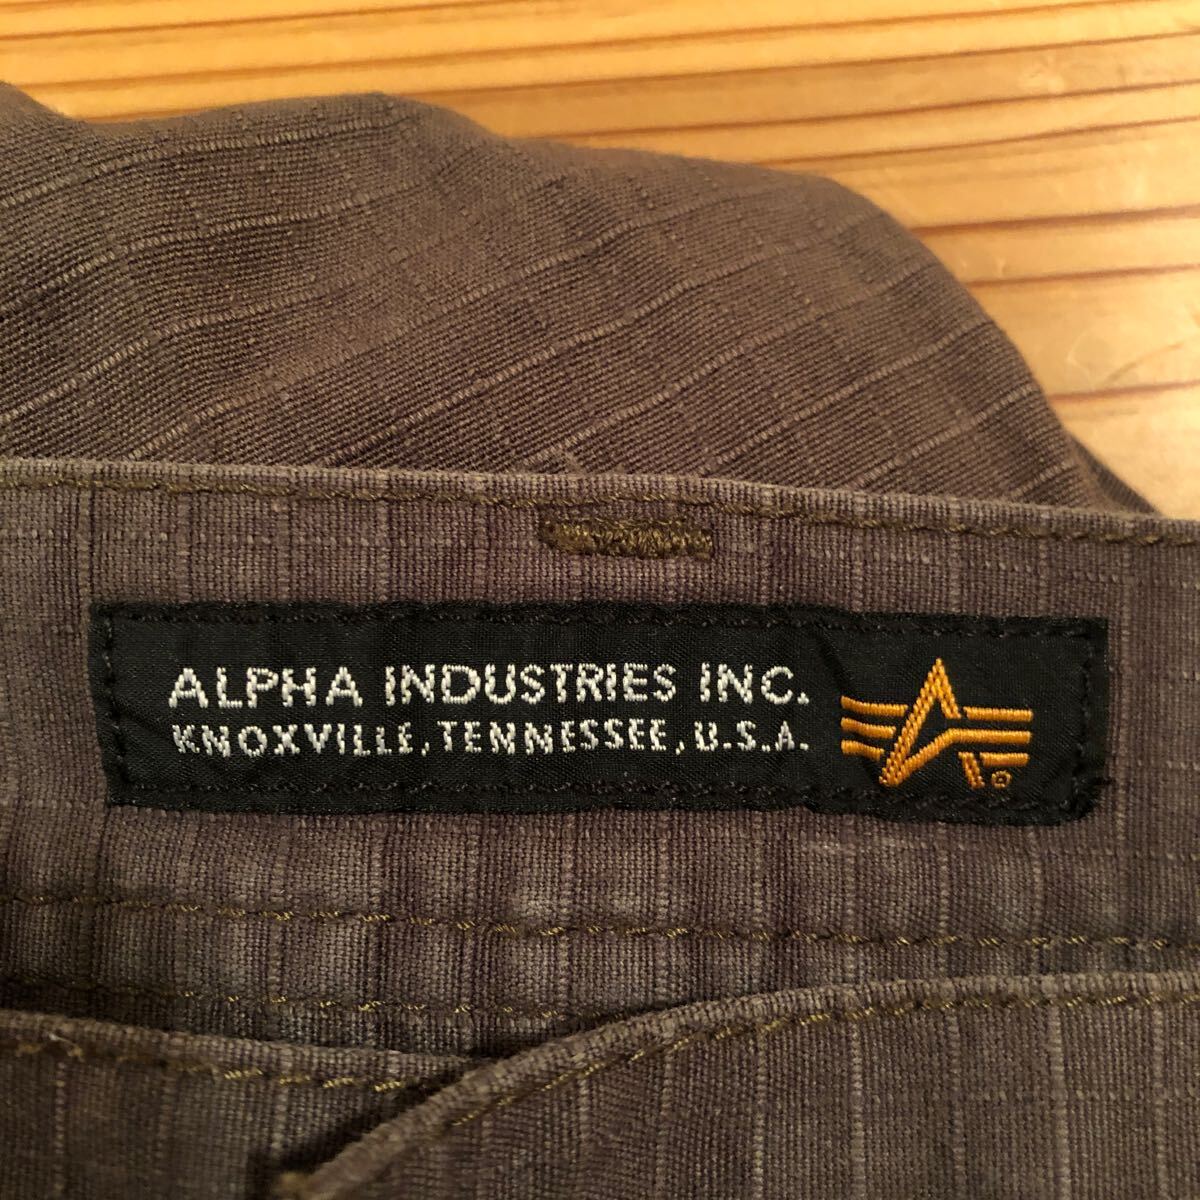 ALPHA INDUSTRIES INC.
KNOXVILLE, TENNESSEE, U.S.A.